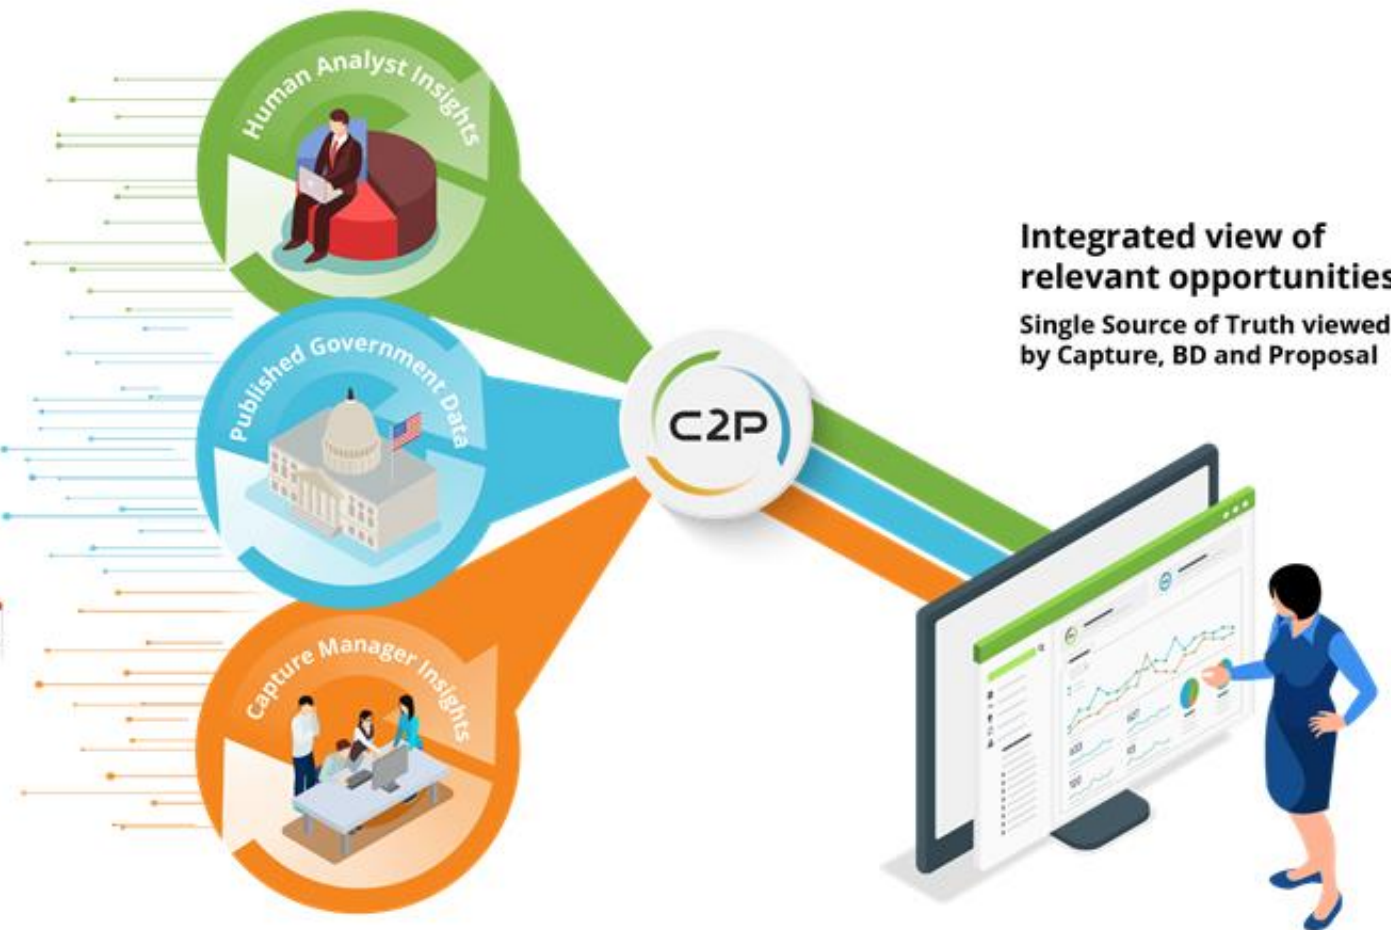 Human Analyst Insights
Published Government Data
Capture Manager Insights
C2P
Integrated view of
relevant opportunities
Single Source of Truth viewed
by Capture, BD and Proposal